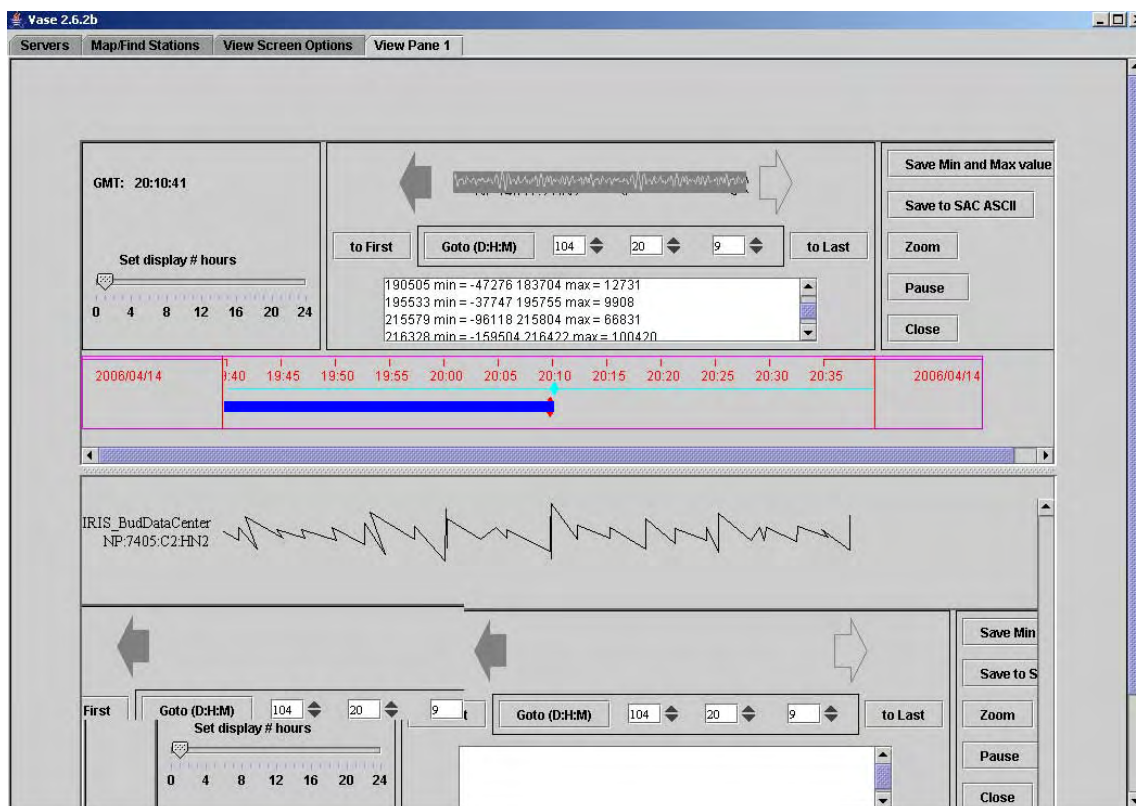 Vase 2.6.2b
Servers Map/Find Stations View Screen Options View Pane 1
GMT: 20:10:41
Save Min and Max value
Save to SAC ASCII
to First Goto (D:H:M) 104 20 9 to Last Zoom
Set display # hours
190505 min = -47276 183704 max = 12731
195533 min = -37747 195755 max = 9908
215579 min = -96118 215804 max = 66831
216328 min = -159504 216422 max = 100420
Pause
0 4 8 12 16 20 24
Close
2006/04/14 9:40 19:45 19:50 19:55 20:00 20:05 20:10 20:15 20:20 20:25 20:30 20:35 2006/04/14
IRIS_BudDataCenter
NP:7405:C2:HN2
Save Min
Save to S
First Goto (D:H:M) 104 20 9 t Goto (D:H:M) 104 20 9 to Last Zoom
Set display # hours
Pause
0 4 8 12 16 20 24
Close